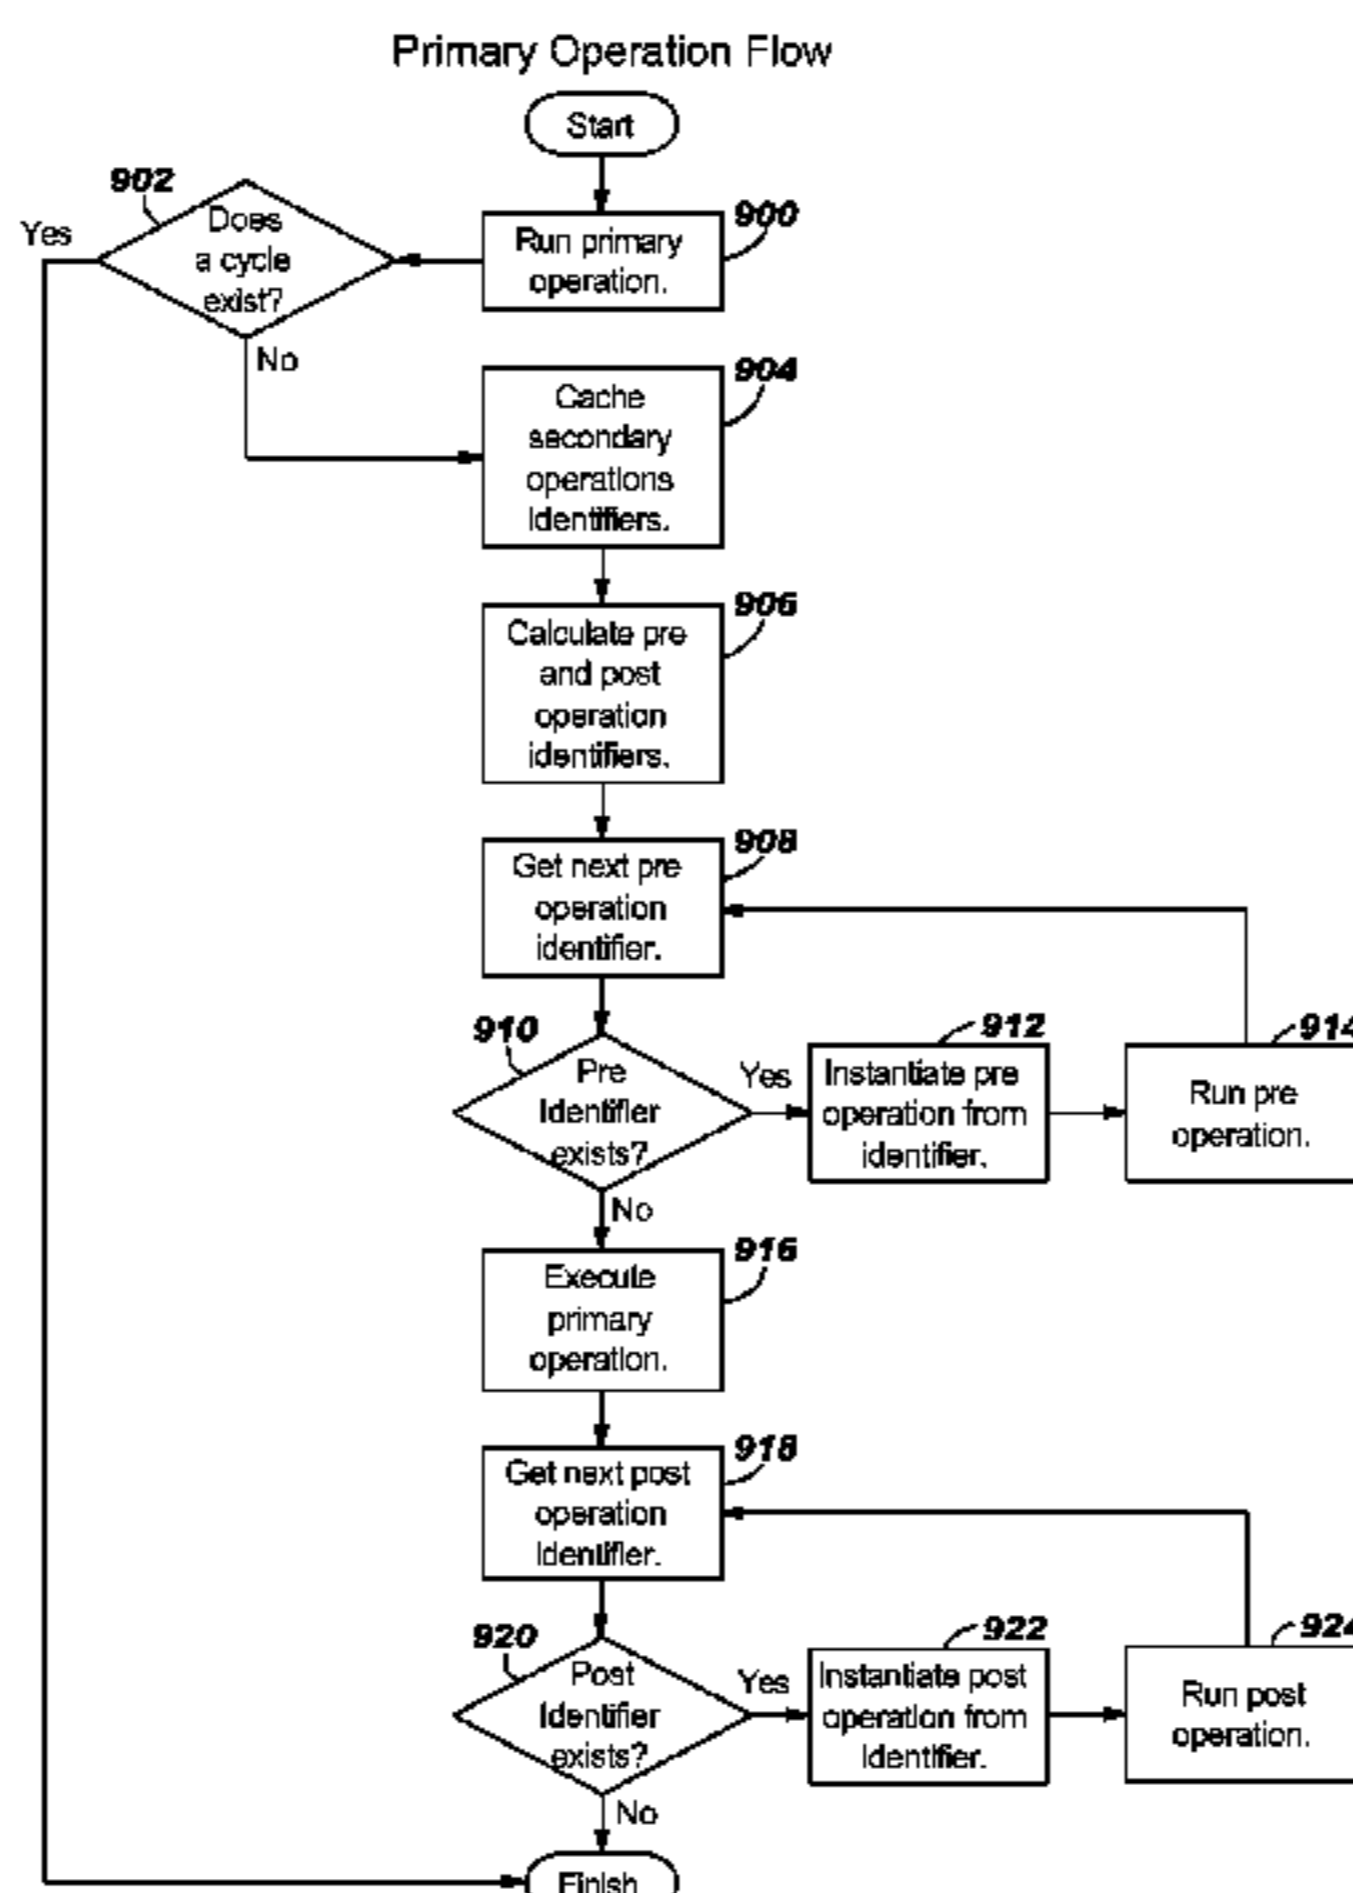 Primary Operation Flow
Start
902
Yes
Does
a cycle
exist?
No
900
Run primary
operation.
904
Cache
secondary
operations
identifiers.
906
Calculate pre
and post
operation
identifiers.
908
Get next pre
operation
identifier.
910
Pre
Identifier
exists?
Yes
No
912
Instantiate pre
operation from
identifier.
914
Run pre
operation.
916
Execute
primary
operation.
918
Get next post
operation
Identifier.
920
Post
Identifier
exists?
Yes
No
922
Instantiate post
operation from
Identifier.
924
Run post
operation.
Finish